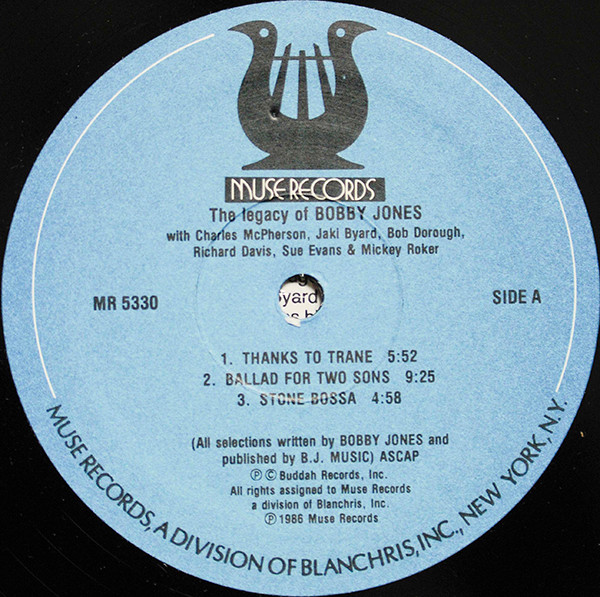 MUSE RECORDS
The legacy of BOBBY JONES
with Charles McPherson, Jaki Byard, Bob Dorough,
Richard Davis, Sue Evans & Mickey Roker
MR 5330
yard
SIDE A
1. THANKS TO TRANE 5:52
2. BALLAD FOR TWO SONS 9:25
3. STONE BOSSA 4:58
(All selections written by BOBBY JONES and
published by B.J. MUSIC) ASCAP
Ⓟ © Buddah Records, Inc.
All rights assigned to Muse Records
a division of Blanchris, Inc.
Ⓟ 1986 Muse Records
MUSE RECORDS, A DIVISION OF BLANCHRIS, INC., NEW YORK, N.Y.